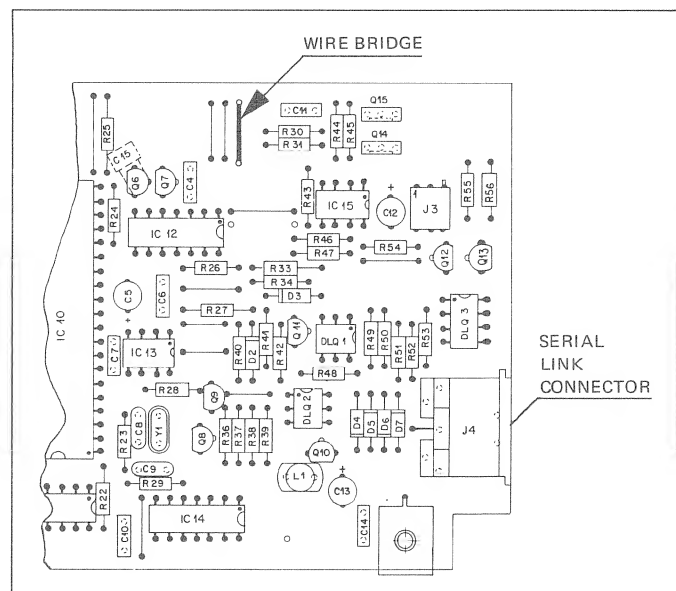 WIRE BRIDGE
Q15
C11
R25
R30
R44
R45
Q14
R31
C15
Q6
Q7
C4
R43
IC 15
C12
J3
R55
R56
R24
IC 12
R46
R47
R54
Q12
Q13
R26
R33
R34
C5
C6
D3
IC 10
R27
Q11
DLQ 1
R49
R50
R51
R52
R53
DLQ 3
C7
IC 13
R40
D2
R41
R42
SERIAL
LINK
CONNECTOR
R48
R28
Q9
DLQ 2
R23
C8
Y1
Q8
R36
R37
R38
R39
D4
D5
D6
D7
J4
Q10
C9
R29
L1
C13
R22
IC 14
C10
C14
1